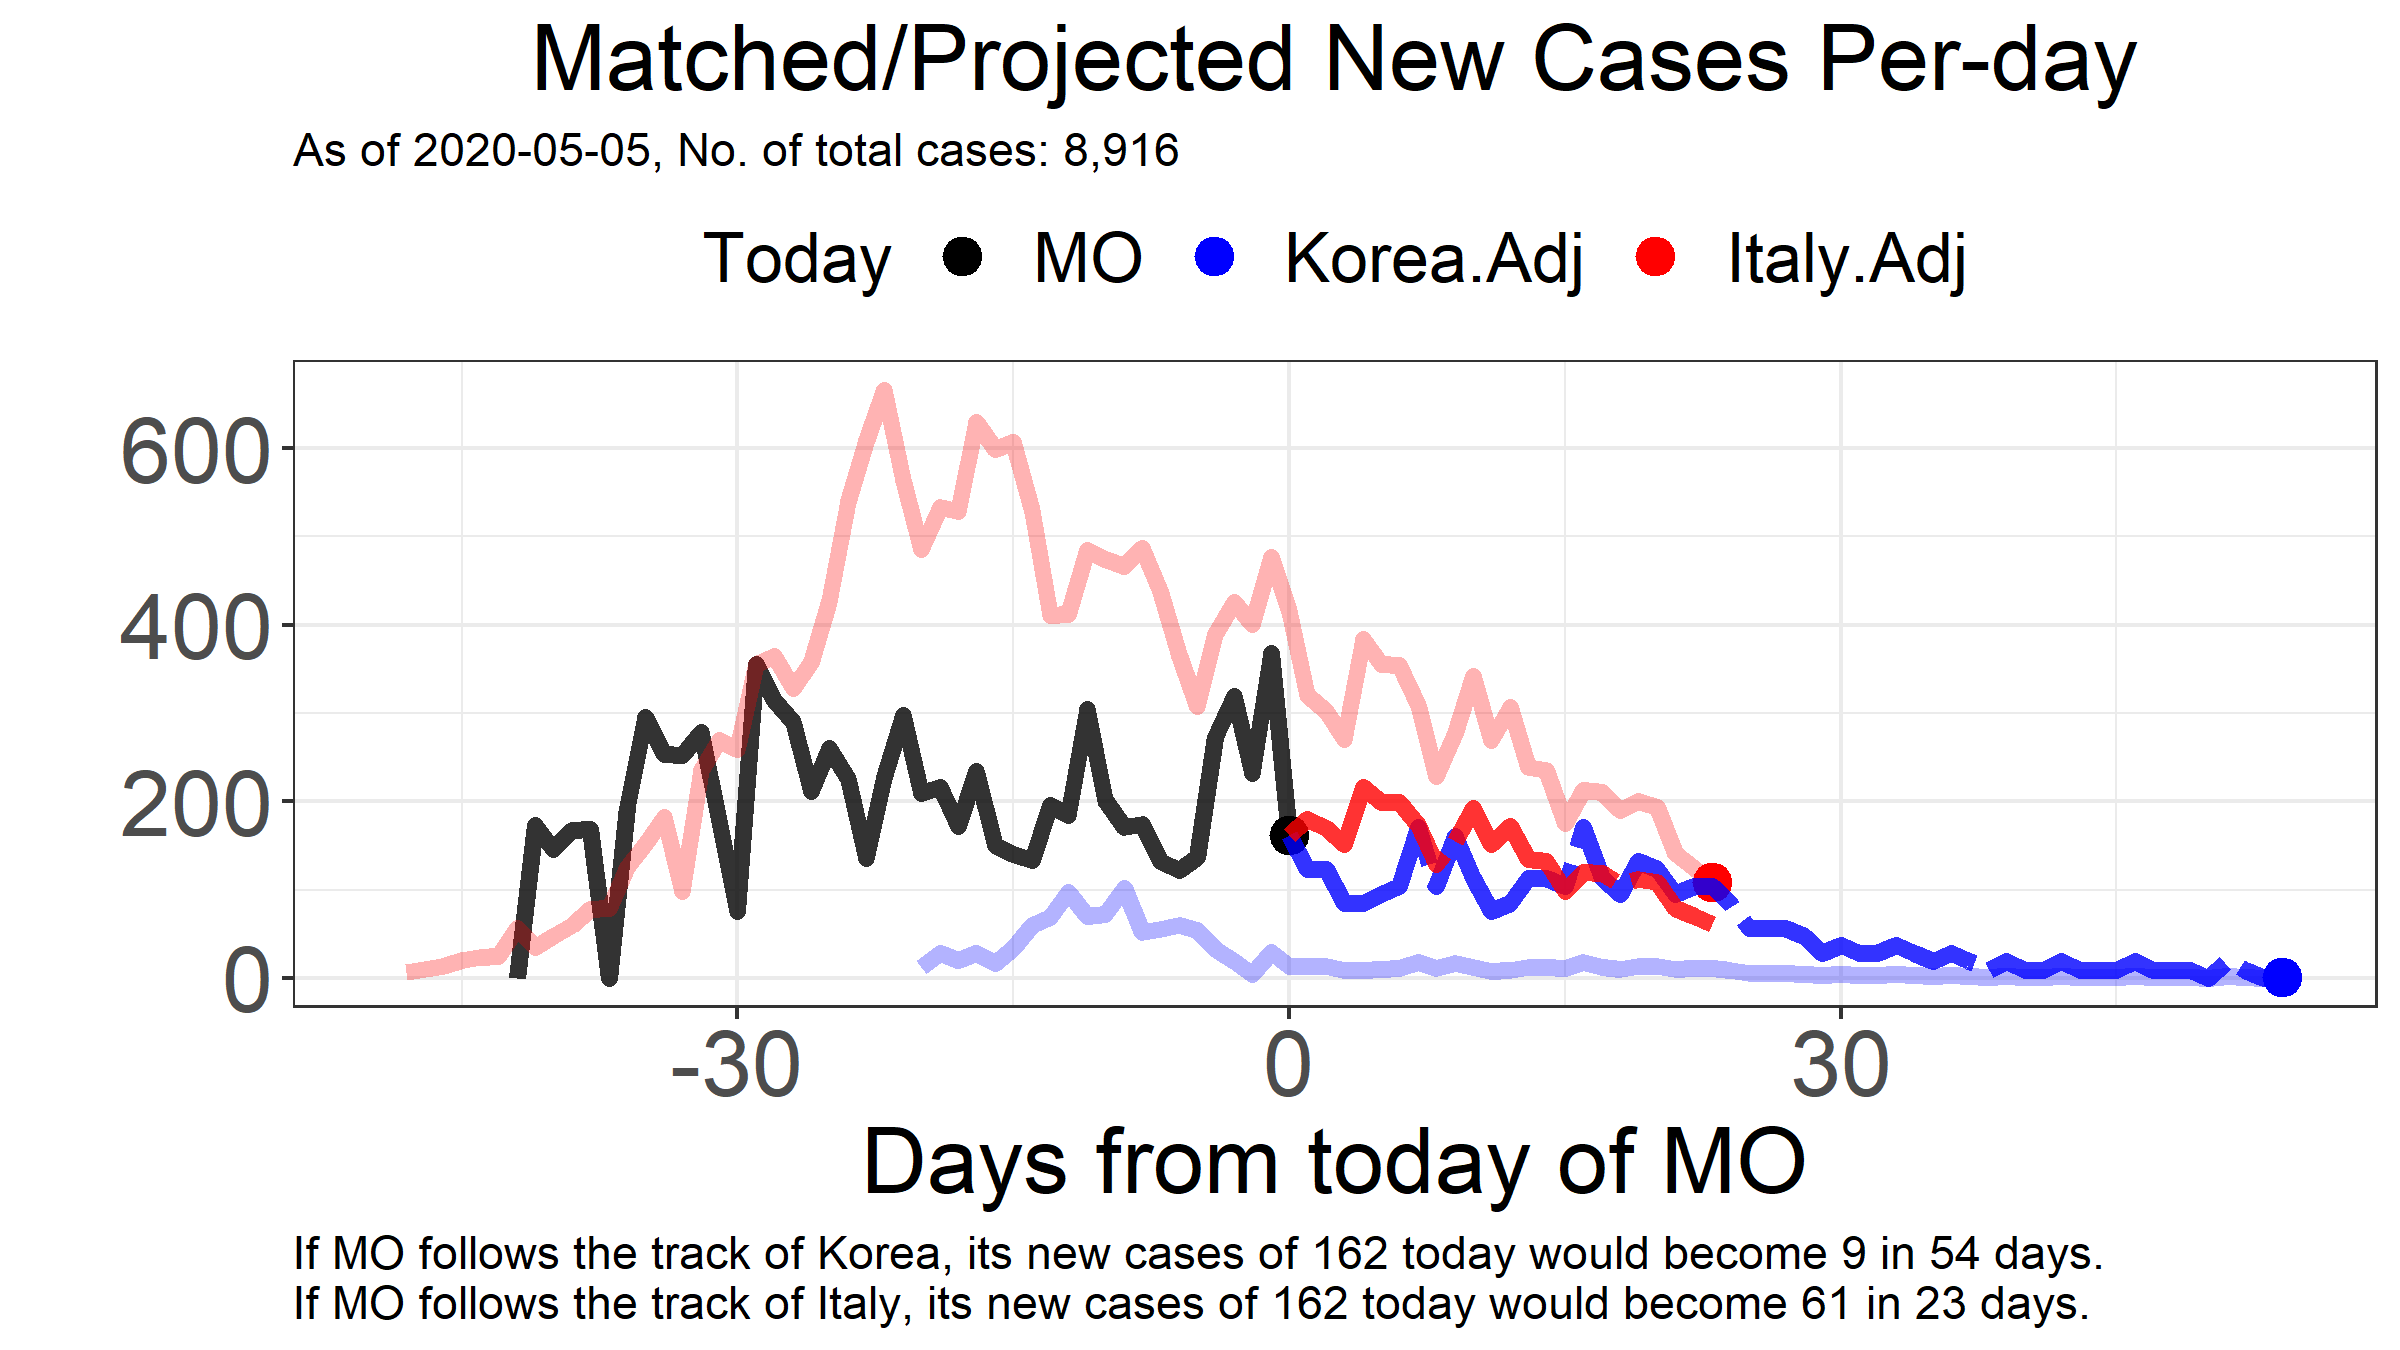 Matched/Projected New Cases Per-day
As of 2020-05-05, No. of total cases: 8,916
Today MO Korea.Adj Italy.Adj
600
400
200
0
-30 0 30
Days from today of MO
If MO follows the track of Korea, its new cases of 162 today would become 9 in 54 days.
If MO follows the track of Italy, its new cases of 162 today would become 61 in 23 days.